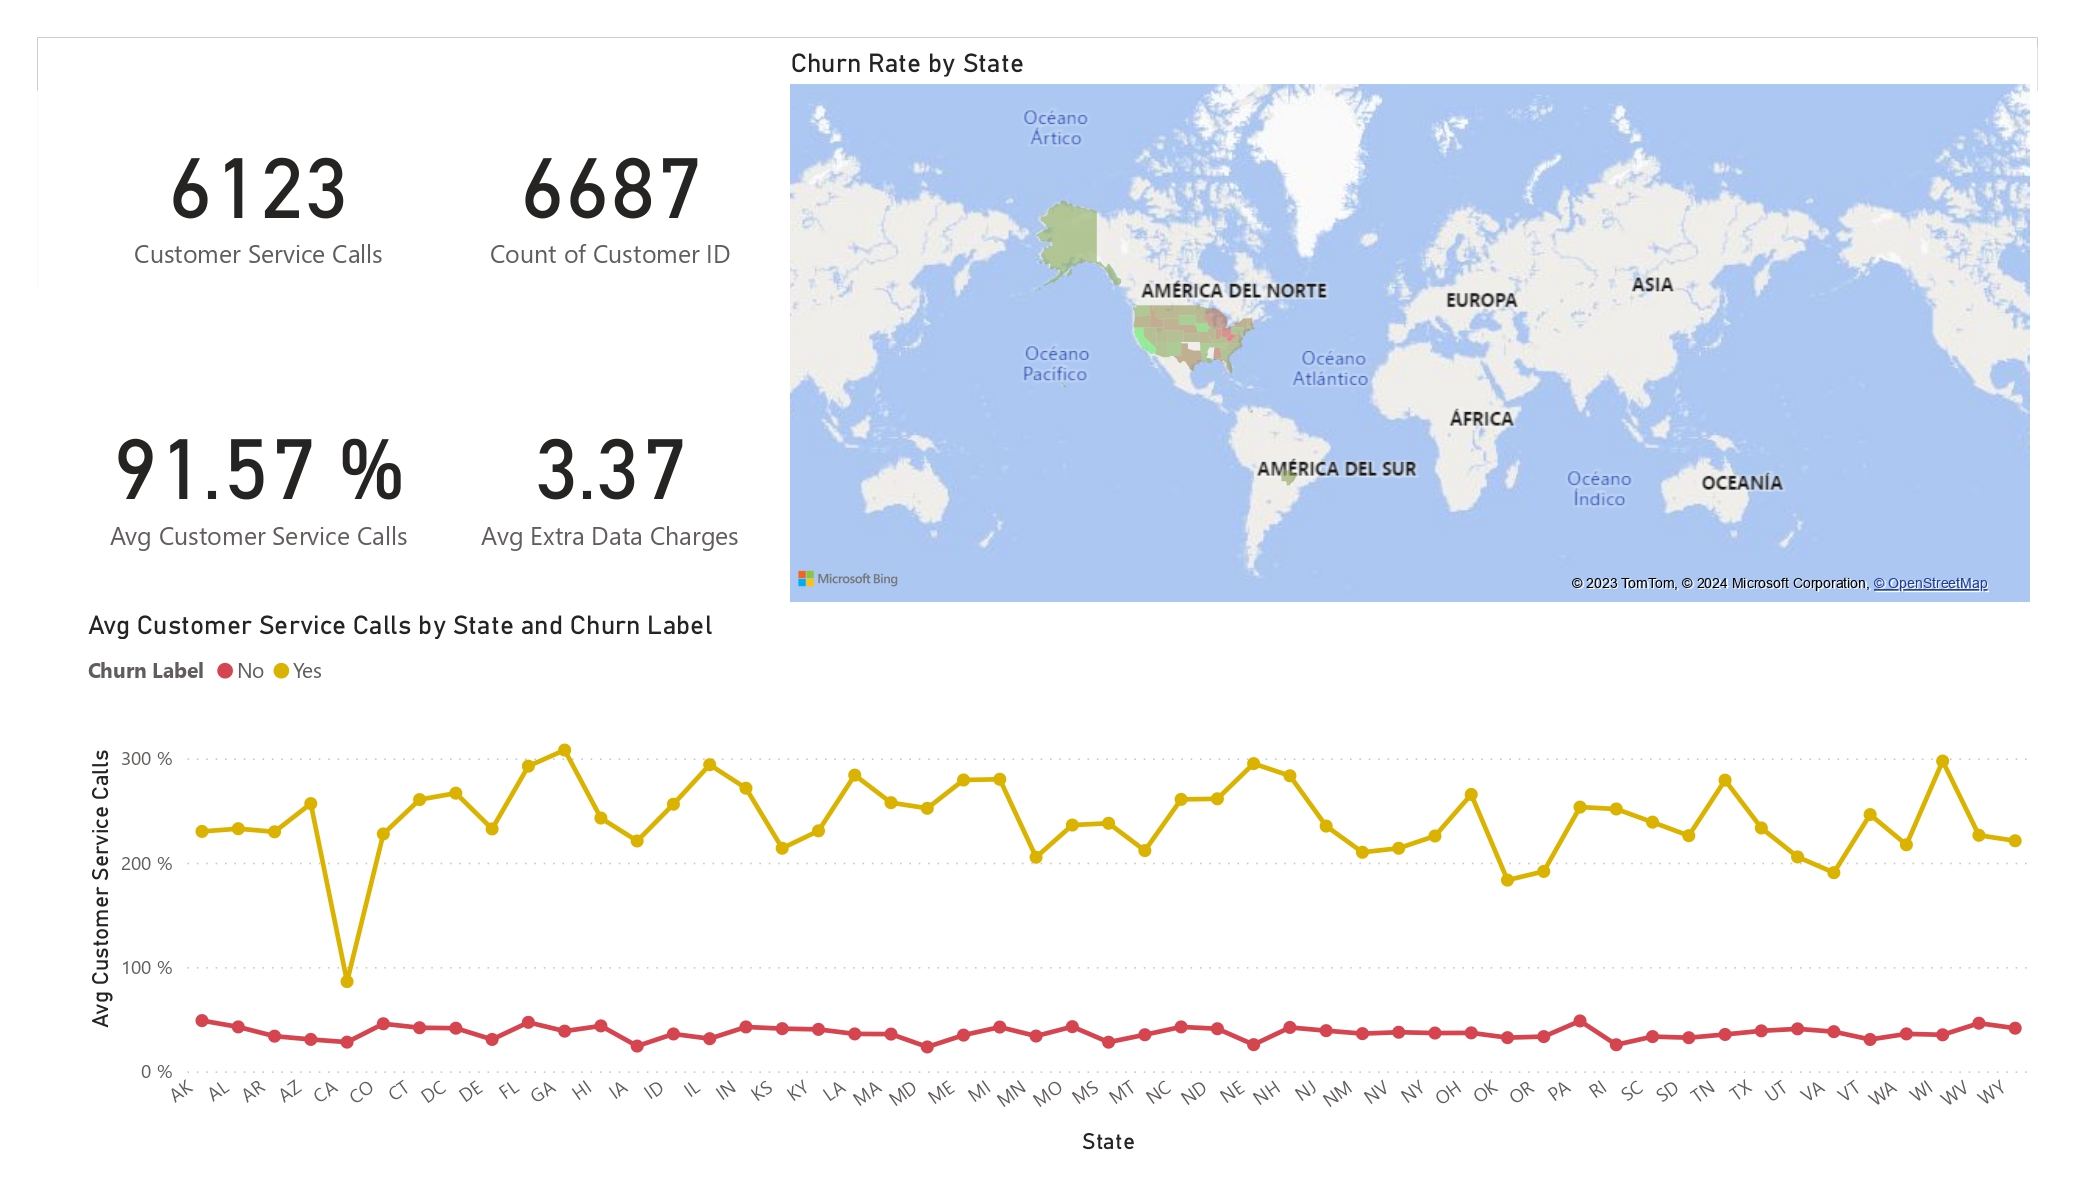 Churn Rate by State
6123
Customer Service Calls
6687
Count of Customer ID
91.57 %
Avg Customer Service Calls
3.37
Avg Extra Data Charges
Océano
Ártico
AMÉRICA DEL NORTE
EUROPA
ASIA
Océano
Pacífico
Océano
Atlántico
ÁFRICA
AMÉRICA DEL SUR
Océano
Índico
OCEANÍA
Microsoft Bing
© 2023 TomTom, © 2024 Microsoft Corporation, © OpenStreetMap
Avg Customer Service Calls by State and Churn Label
Churn Label No Yes
Avg Customer Service Calls
300 %
200 %
100 %
0 %
AK AL AR AZ CA CO CT DC DE FL GA HI IA ID IL IN KS KY LA MA MD ME MI MN MO MS MT NC ND NE NH NJ NM NV NY OH OK OR PA RI SC SD TN TX UT VA VT WA WI WV WY
State